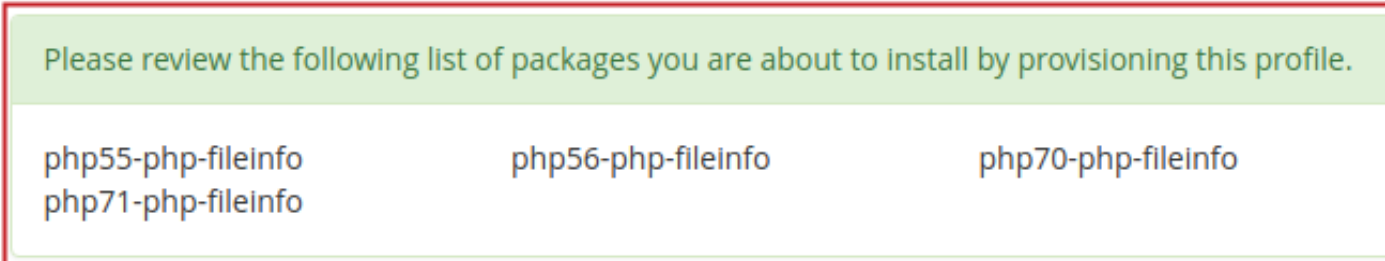 Please review the following list of packages you are about to install by provisioning this profile.
php55-php-fileinfo php56-php-fileinfo php70-php-fileinfo
php71-php-fileinfo